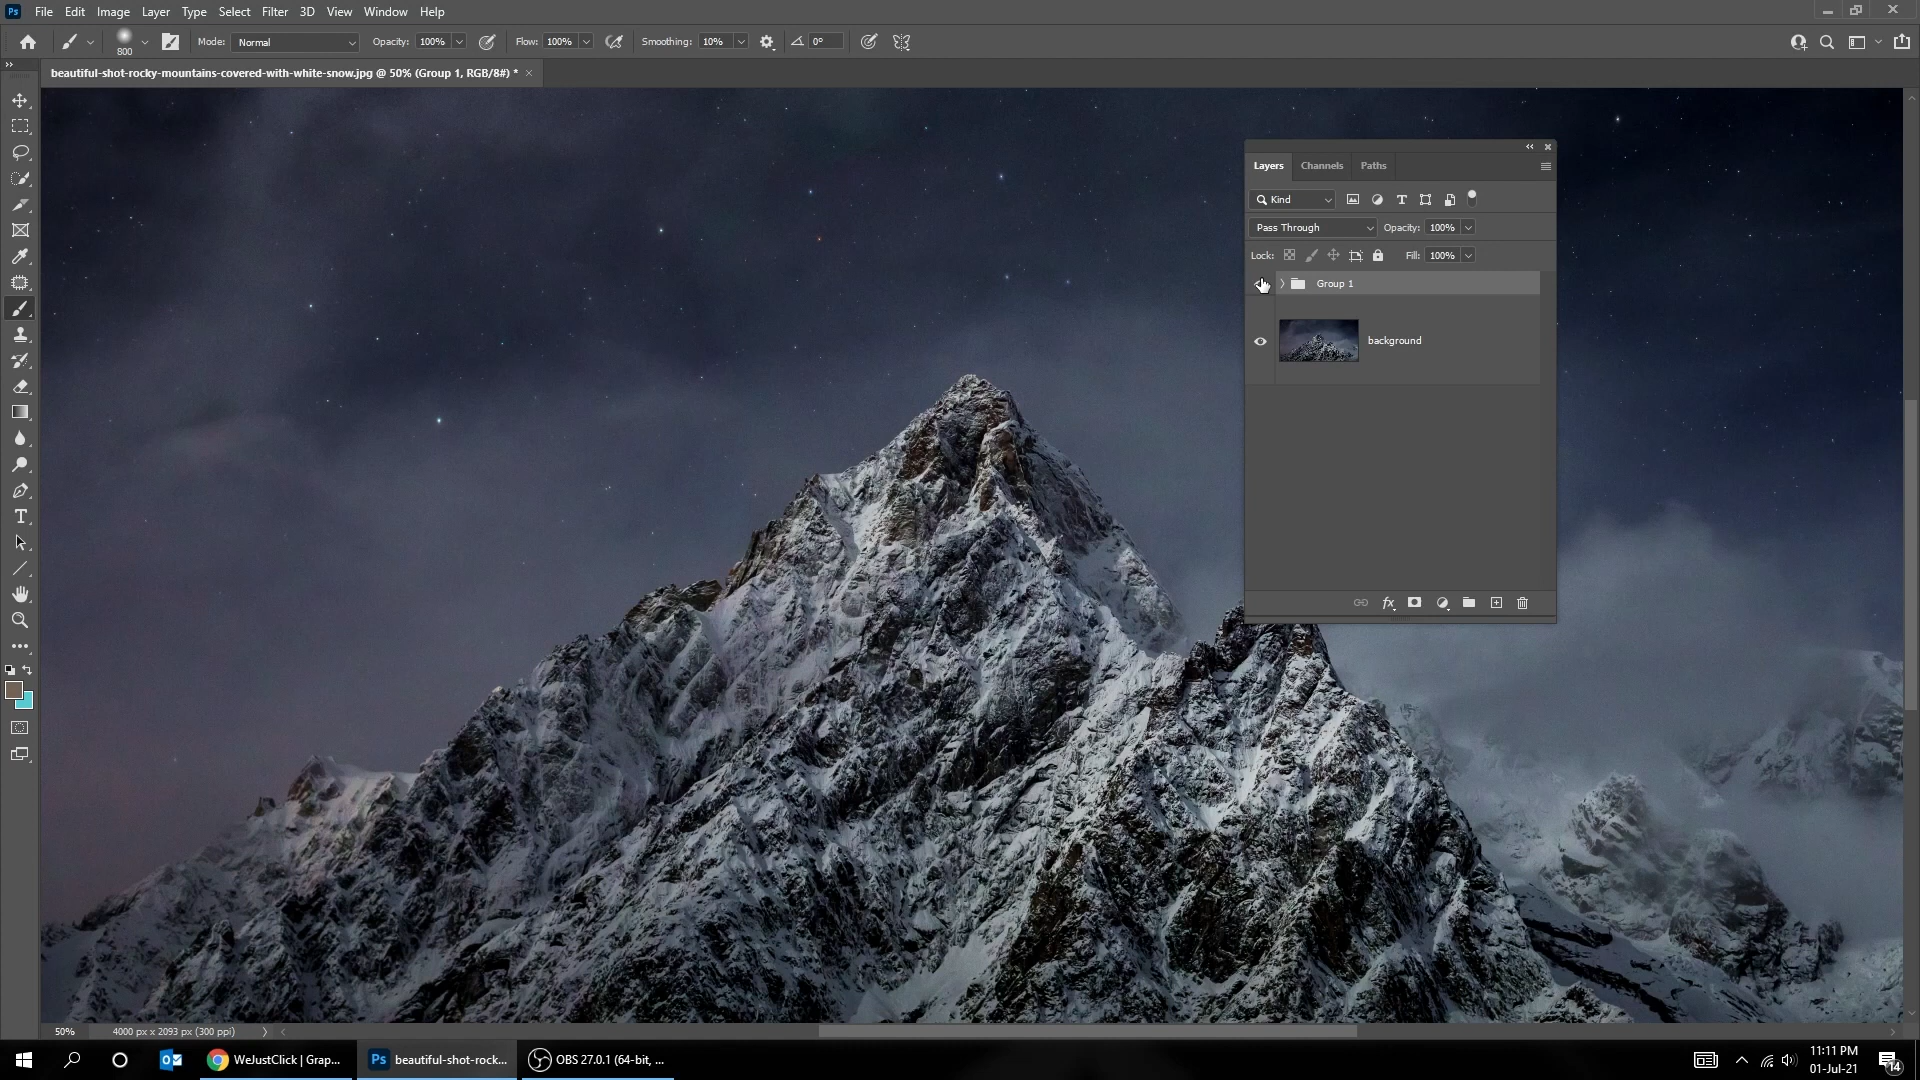 Ps File Edit Image Layer Type Select Filter 3D View Window Help
800 Mode: Normal Opacity: 100% Flow: 100% Smoothing: 10% 0°
beautiful-shot-rocky-mountains-covered-with-white-snow.jpg @ 50% (Group 1, RGB/8#) * ×
Layers Channels Paths
Kind
Pass Through Opacity: 100%
Lock: Fill: 100%
Group 1
background
fx
50% 4000 px x 2093 px (300 ppi)
WeJustClick | Grap...
Ps beautiful-shot-rock...
OBS 27.0.1 (64-bit, ...
11:11 PM
01-Jul-21
14